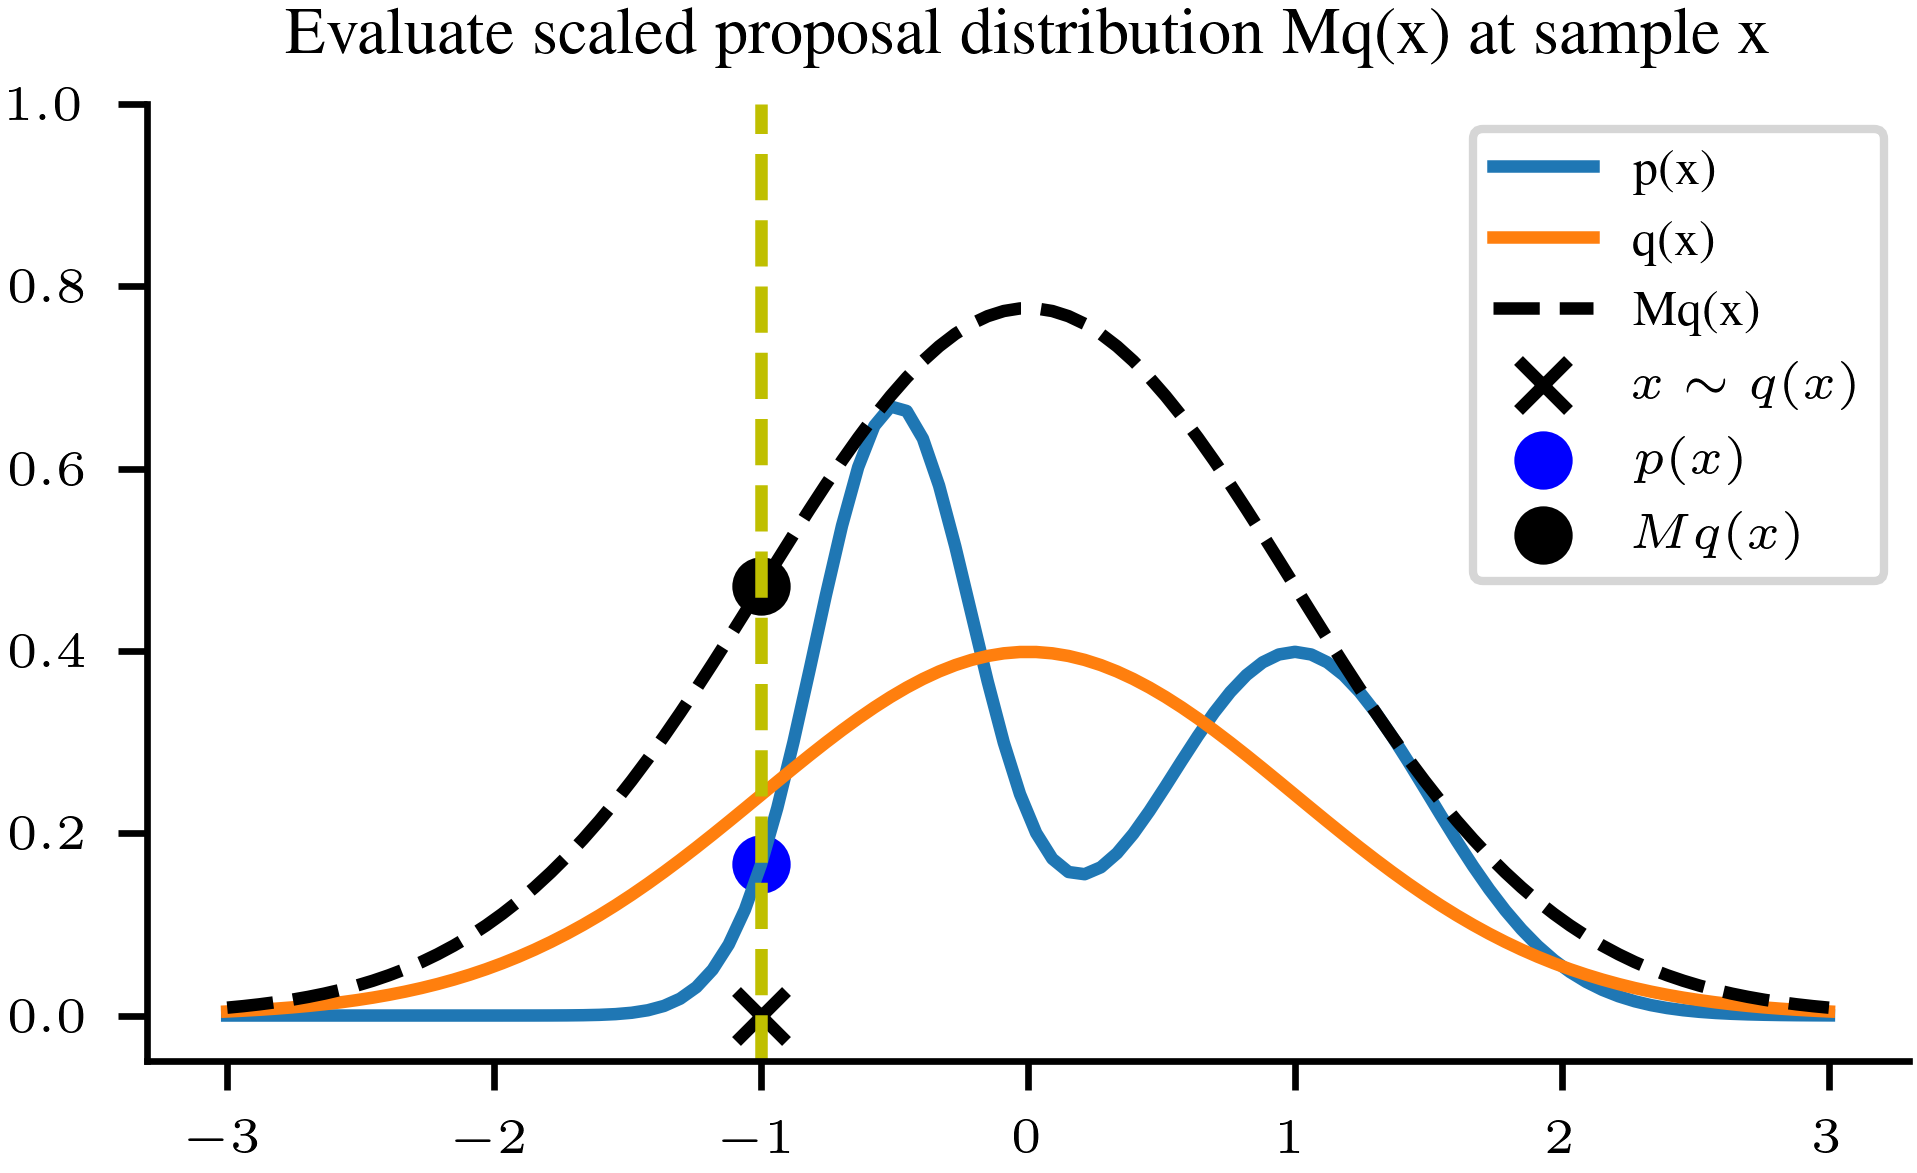 Evaluate scaled proposal distribution Mq(x) at sample x
1.0
0.8
0.6
0.4
0.2
0.0
−3
−2
−1
0
1
2
3
p(x)
q(x)
Mq(x)
x ∼ q(x)
p(x)
Mq(x)